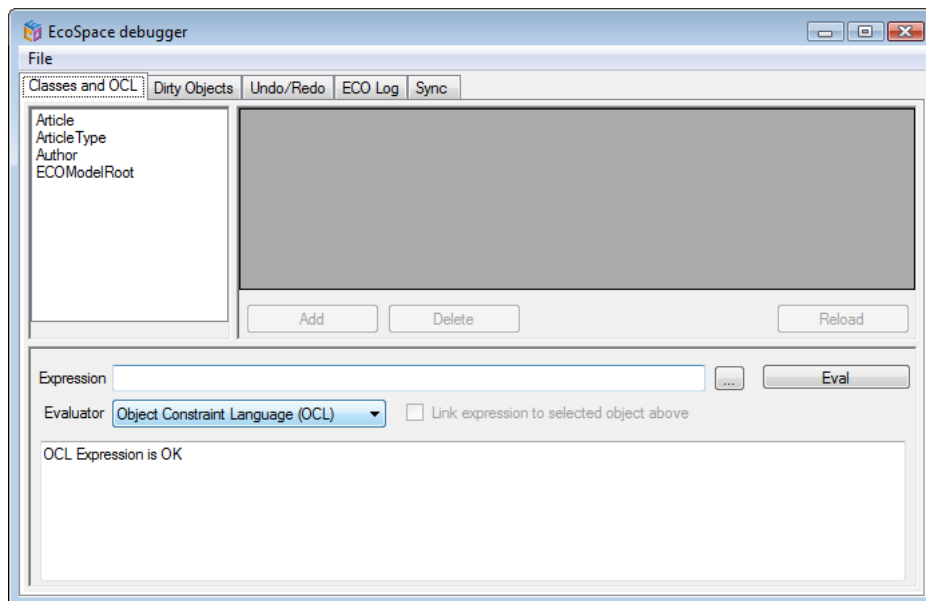 EcoSpace debugger
File
Classes and OCL Dirty Objects Undo/Redo ECO Log Sync
Article
ArticleType
Author
ECOModelRoot
Add Delete Reload
Expression ... Eval
Evaluator Object Constraint Language (OCL) Link expression to selected object above
OCL Expression is OK